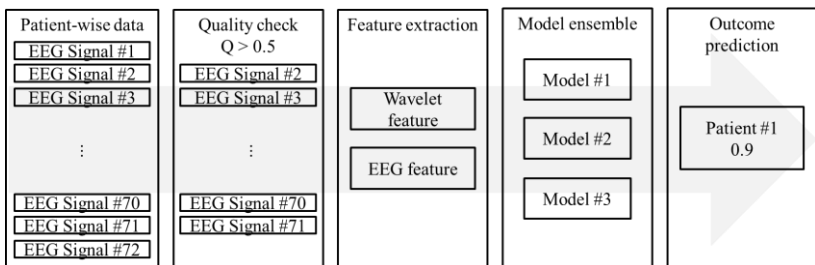 Patient-wise data
EEG Signal #1
EEG Signal #2
EEG Signal #3
⋮
EEG Signal #70
EEG Signal #71
EEG Signal #72
Quality check
Q > 0.5
EEG Signal #2
EEG Signal #3
⋮
EEG Signal #70
EEG Signal #71
Feature extraction
Wavelet
feature
EEG feature
Model ensemble
Model #1
Model #2
Model #3
Outcome
prediction
Patient #1
0.9